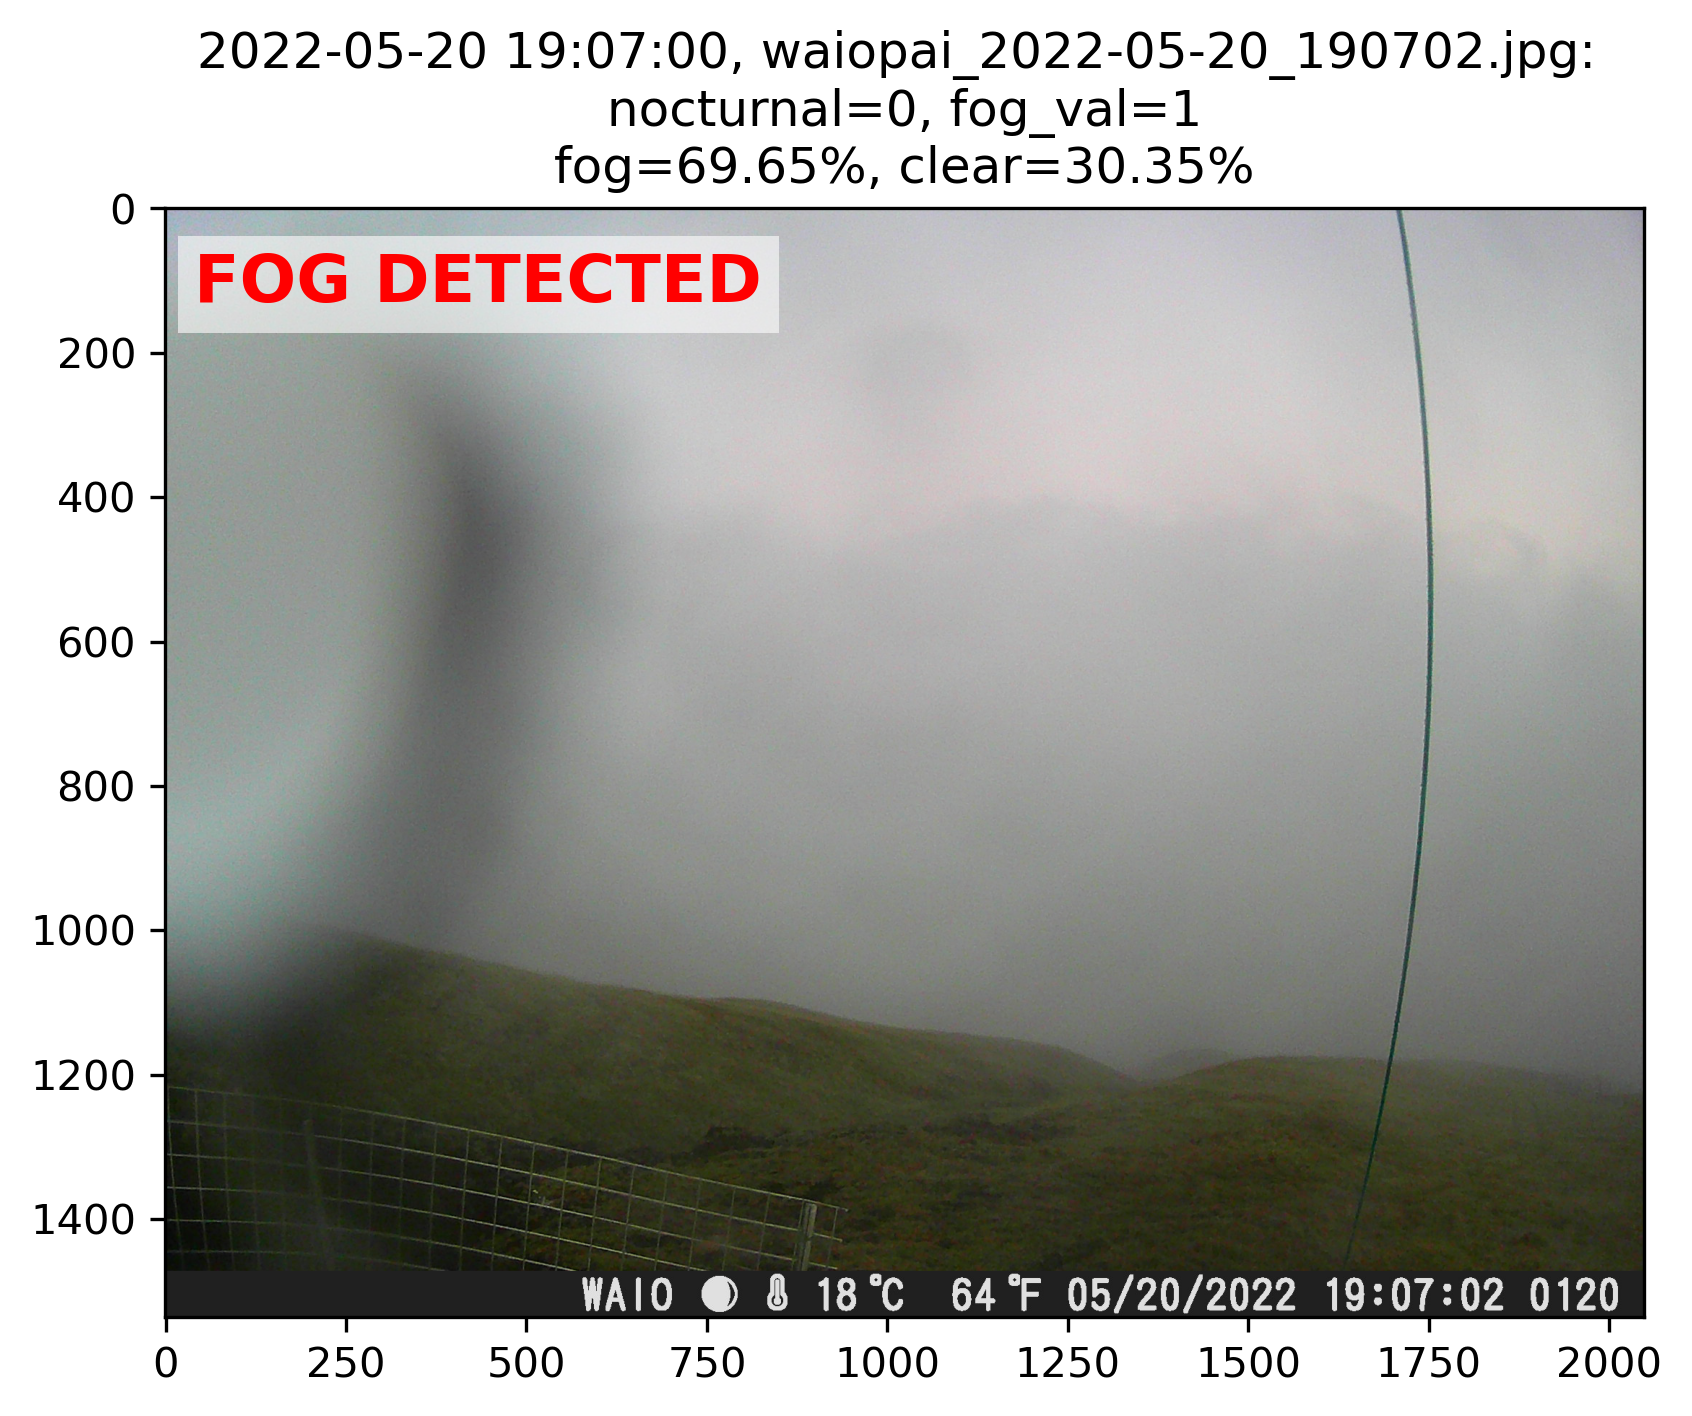 2022-05-20 19:07:00, waiopai_2022-05-20_190702.jpg:
nocturnal=0, fog_val=1
fog=69.65%, clear=30.35%
FOG DETECTED
0
200
400
600
800
1000
1200
1400
WAIO 18°C 64°F 05/20/2022 19:07:02 0120
0 250 500 750 1000 1250 1500 1750 2000